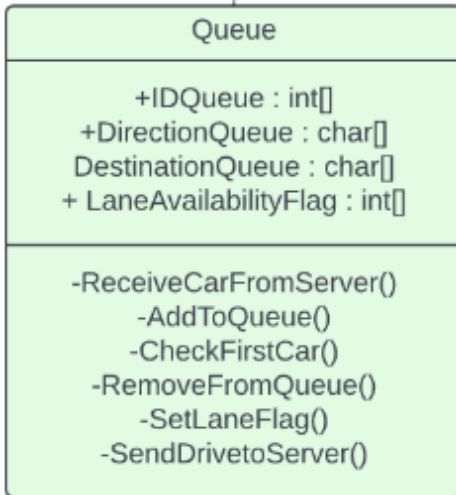 Queue
+IDQueue : int[]
+DirectionQueue : char[]
DestinationQueue : char[]
+ LaneAvailabilityFlag : int[]
-ReceiveCarFromServer()
-AddToQueue()
-CheckFirstCar()
-RemoveFromQueue()
-SetLaneFlag()
-SendDrivetoServer()